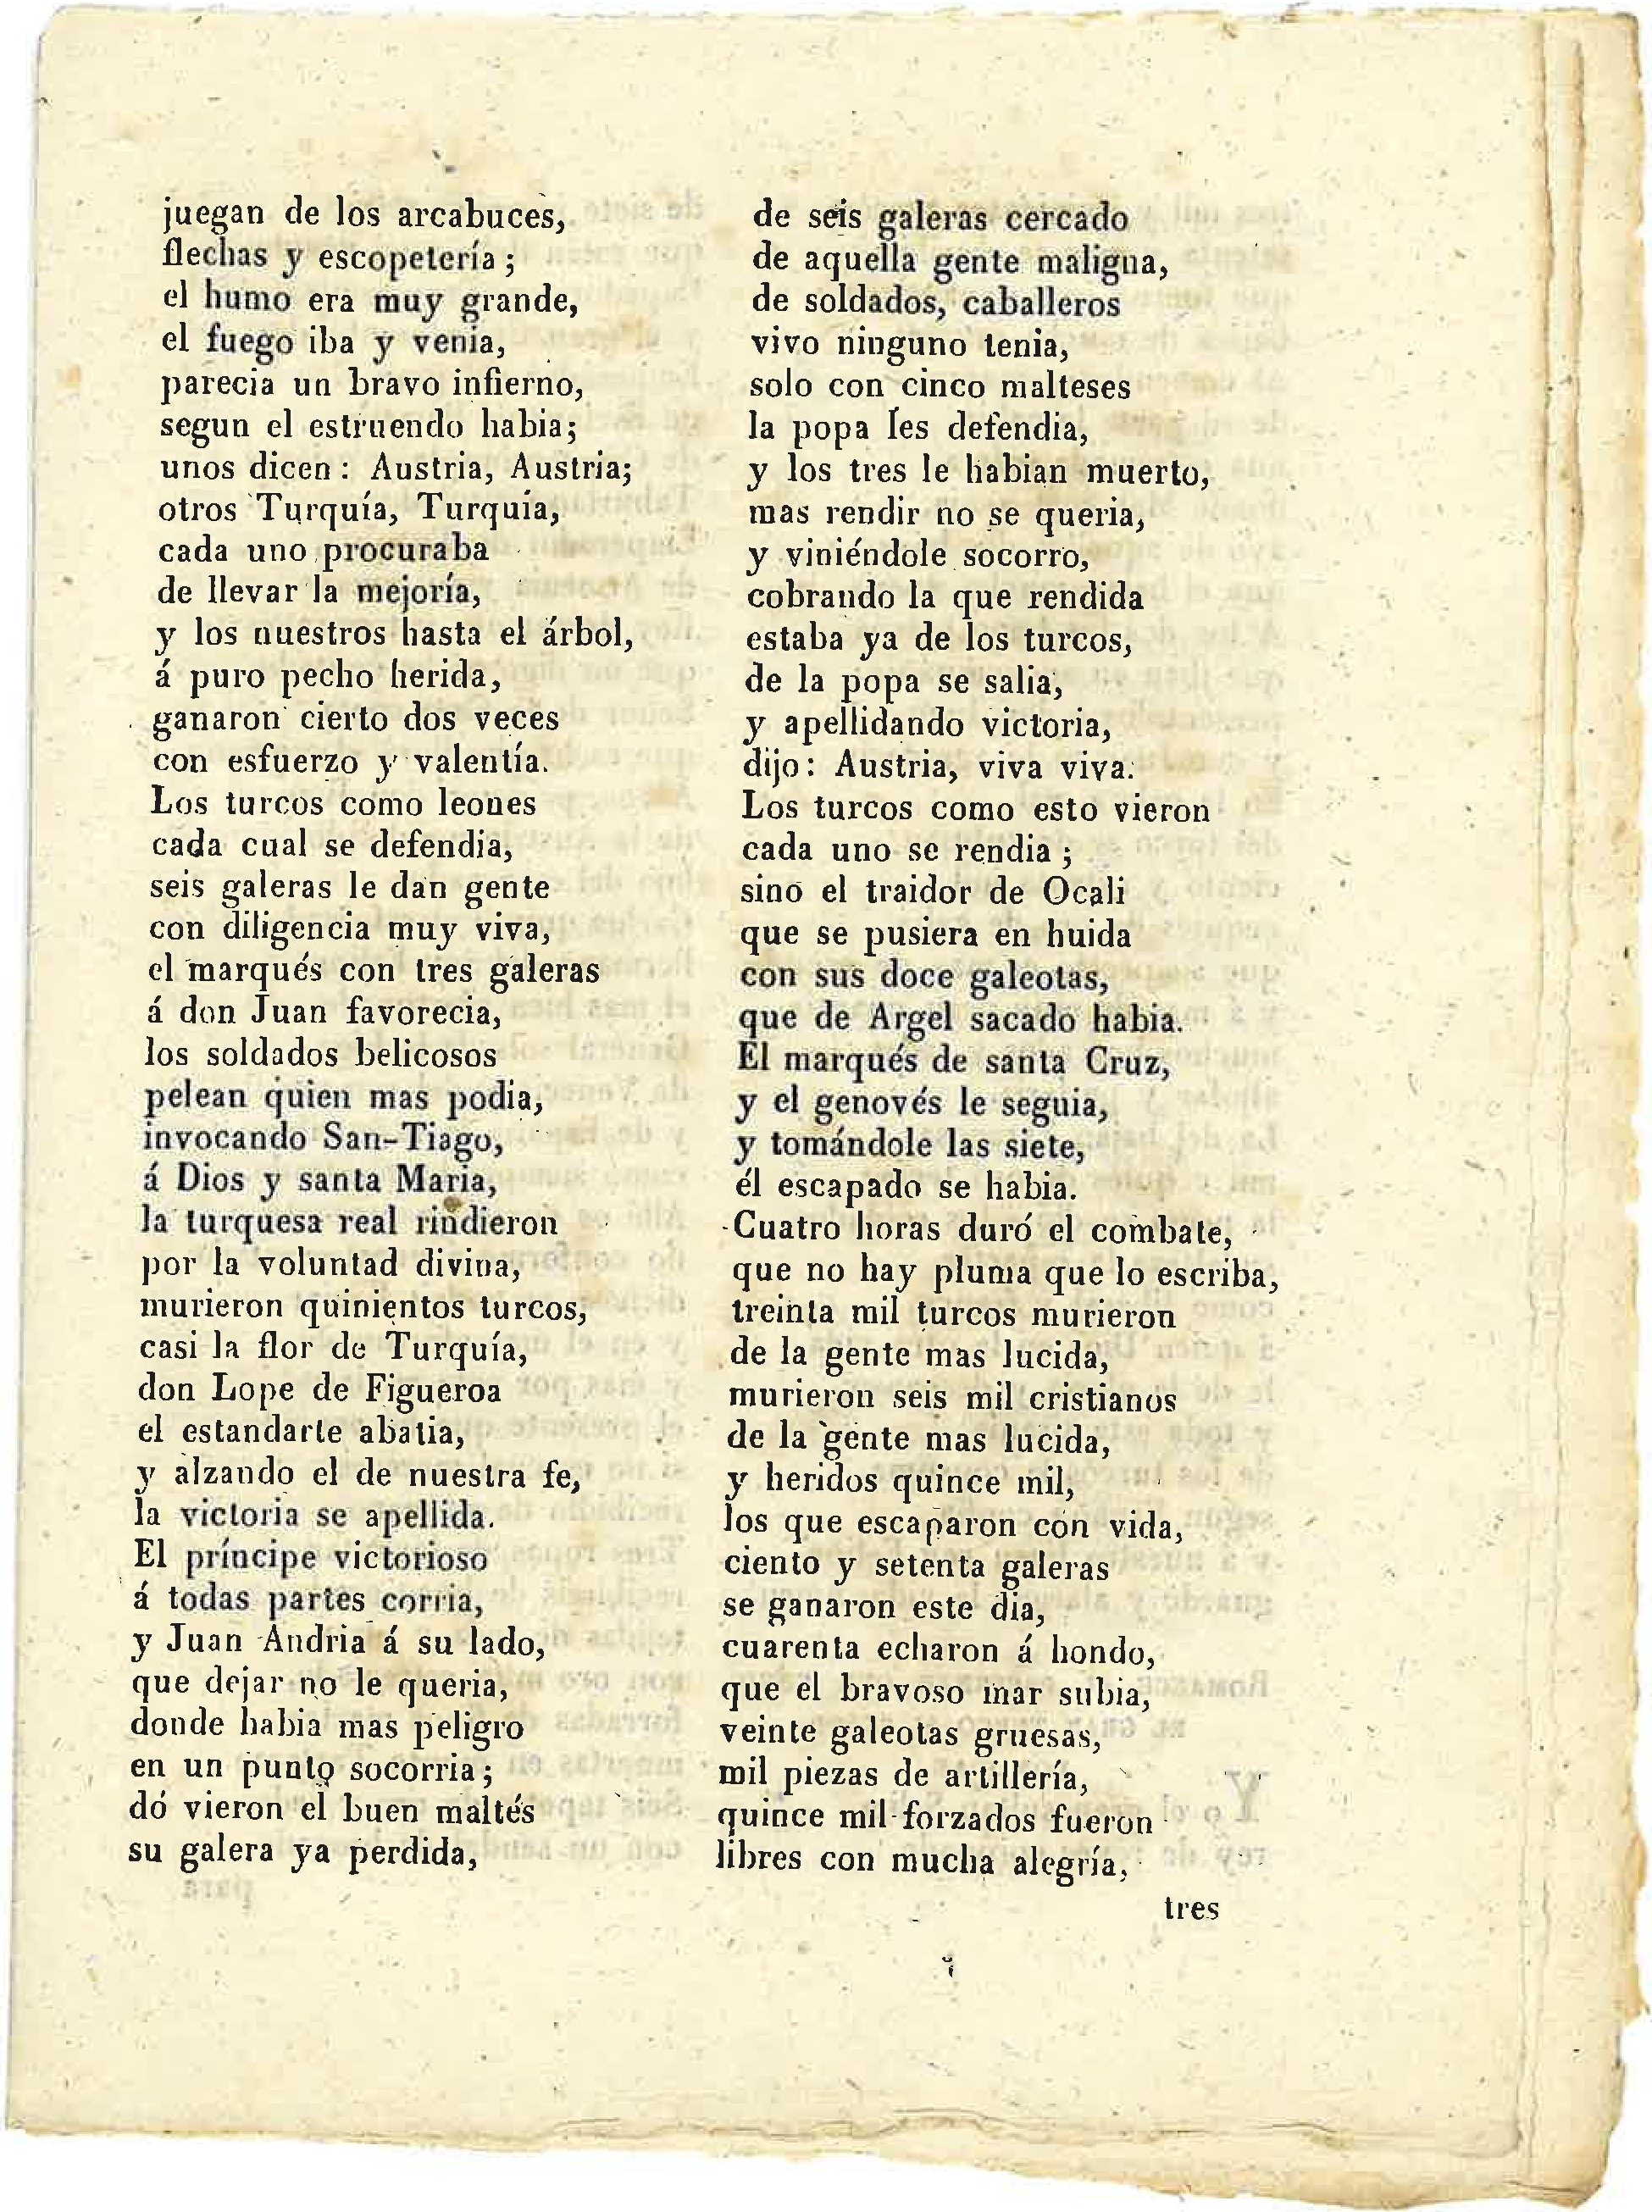 juegan de los arcabuces,
flechas y escopetería;
el humo era muy grande,
el fuego iba y venia,
parecia un bravo infierno,
segun el estruendo habia;
unos dicen: Austria, Austria;
otros Turquía, Turquía,
cada uno procuraba
de llevar la mejoría,
y los nuestros hasta el árbol,
á puro pecho herida,
ganaron cierto dos veces
con esfuerzo y valentía.
Los turcos como leones
cada cual se defendia,
seis galeras le dan gente
con diligencia muy viva,
el marqués con tres galeras
á don Juan favorecia,
los soldados belicosos
pelean quien mas podia,
invocando San-Tiago,
á Dios y santa Maria,
la turquesa real rindieron
por la voluntad divina,
murieron quinientos turcos,
casi la flor de Turquía,
don Lope de Figueroa
el estandarte abatia,
y alzando el de nuestra fe,
la victoria se apellida.
El príncipe victorioso
á todas partes corria,
y Juan Andria á su lado,
que dejar no le queria,
donde habia mas peligro
en un punto socorria;
dó vieron el buen maltés
su galera ya perdida,
de seis galeras cercado
de aquella gente maligna,
de soldados, caballeros
vivo ninguno tenia,
solo con cinco malteses
la popa les defendia,
y los tres le habian muerto,
mas rendir no se queria,
y viniéndole socorro,
cobrando la que rendida
estaba ya de los turcos,
de la popa se salia,
y apellidando victoria,
dijo: Austria, viva viva.
Los turcos como esto vieron
cada uno se rendia;
sino el traidor de Ocali
que se pusiera en huida
con sus doce galeotas,
que de Argel sacado habia.
El marqués de santa Cruz,
y el genovés le seguia,
y tomándole las siete,
él escapado se habia.
Cuatro horas duró el combate,
que no hay pluma que lo escriba,
treinta mil turcos murieron
de la gente mas lucida,
murieron seis mil cristianos
de la gente mas lucida,
y heridos quince mil,
los que escaparon con vida,
ciento y setenta galeras
se ganaron este dia,
cuarenta echaron á hondo,
que el bravoso mar subia,
veinte galeotas gruesas,
mil piezas de artillería,
quince mil forzados fueron
libres con mucha alegría,
tres